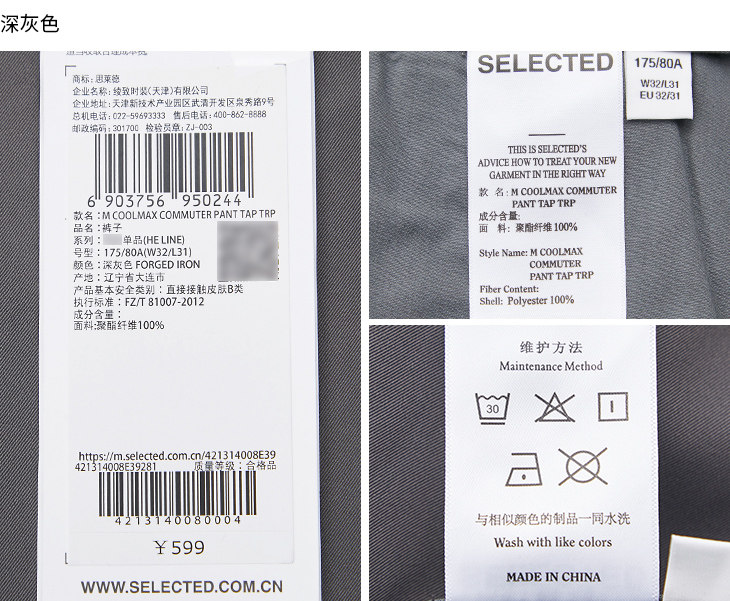 深灰色
商标：思莱德
企业名称：绫致时装(天津)有限公司
企业地址：天津新技术产业园区武清开发区泉秀路9号
总机电话：022-59693333 售后电话：400-862-8888
邮政编码：301700 检验员章：ZJ-003
6 903756 950244
款名：M COOLMAX COMMUTER PANT TAP TRP
品名：裤子
系列： 单品(HE LINE)
号型：175/80A(W32/L31)
颜色：深灰色 FORGED IRON
产地：辽宁省大连市
产品基本安全类别：直接接触皮肤B类
执行标准：FZ/T 81007-2012
成分含量：
面料:聚酯纤维100%
https://m.selected.com.cn/421314008E39
421314008E39281 质量等级：合格品
4213140080004
￥599
WWW.SELECTED.COM.CN
SELECTED
THIS IS SELECTED'S
ADVICE HOW TO TREAT YOUR NEW
GARMENT IN THE RIGHT WAY
款 名：M COOLMAX COMMUTER
PANT TAP TRP
成分含量:
面 料: 聚酯纤维100%
Style Name: M COOLMAX
COMMUTER
PANT TAP TRP
Fiber Content:
Shell: Polyester 100%
175/80A
W32/L31
EU 32/31
维护方法
Maintenance Method
30
与相似颜色的制品一同水洗
Wash with like colors
MADE IN CHINA